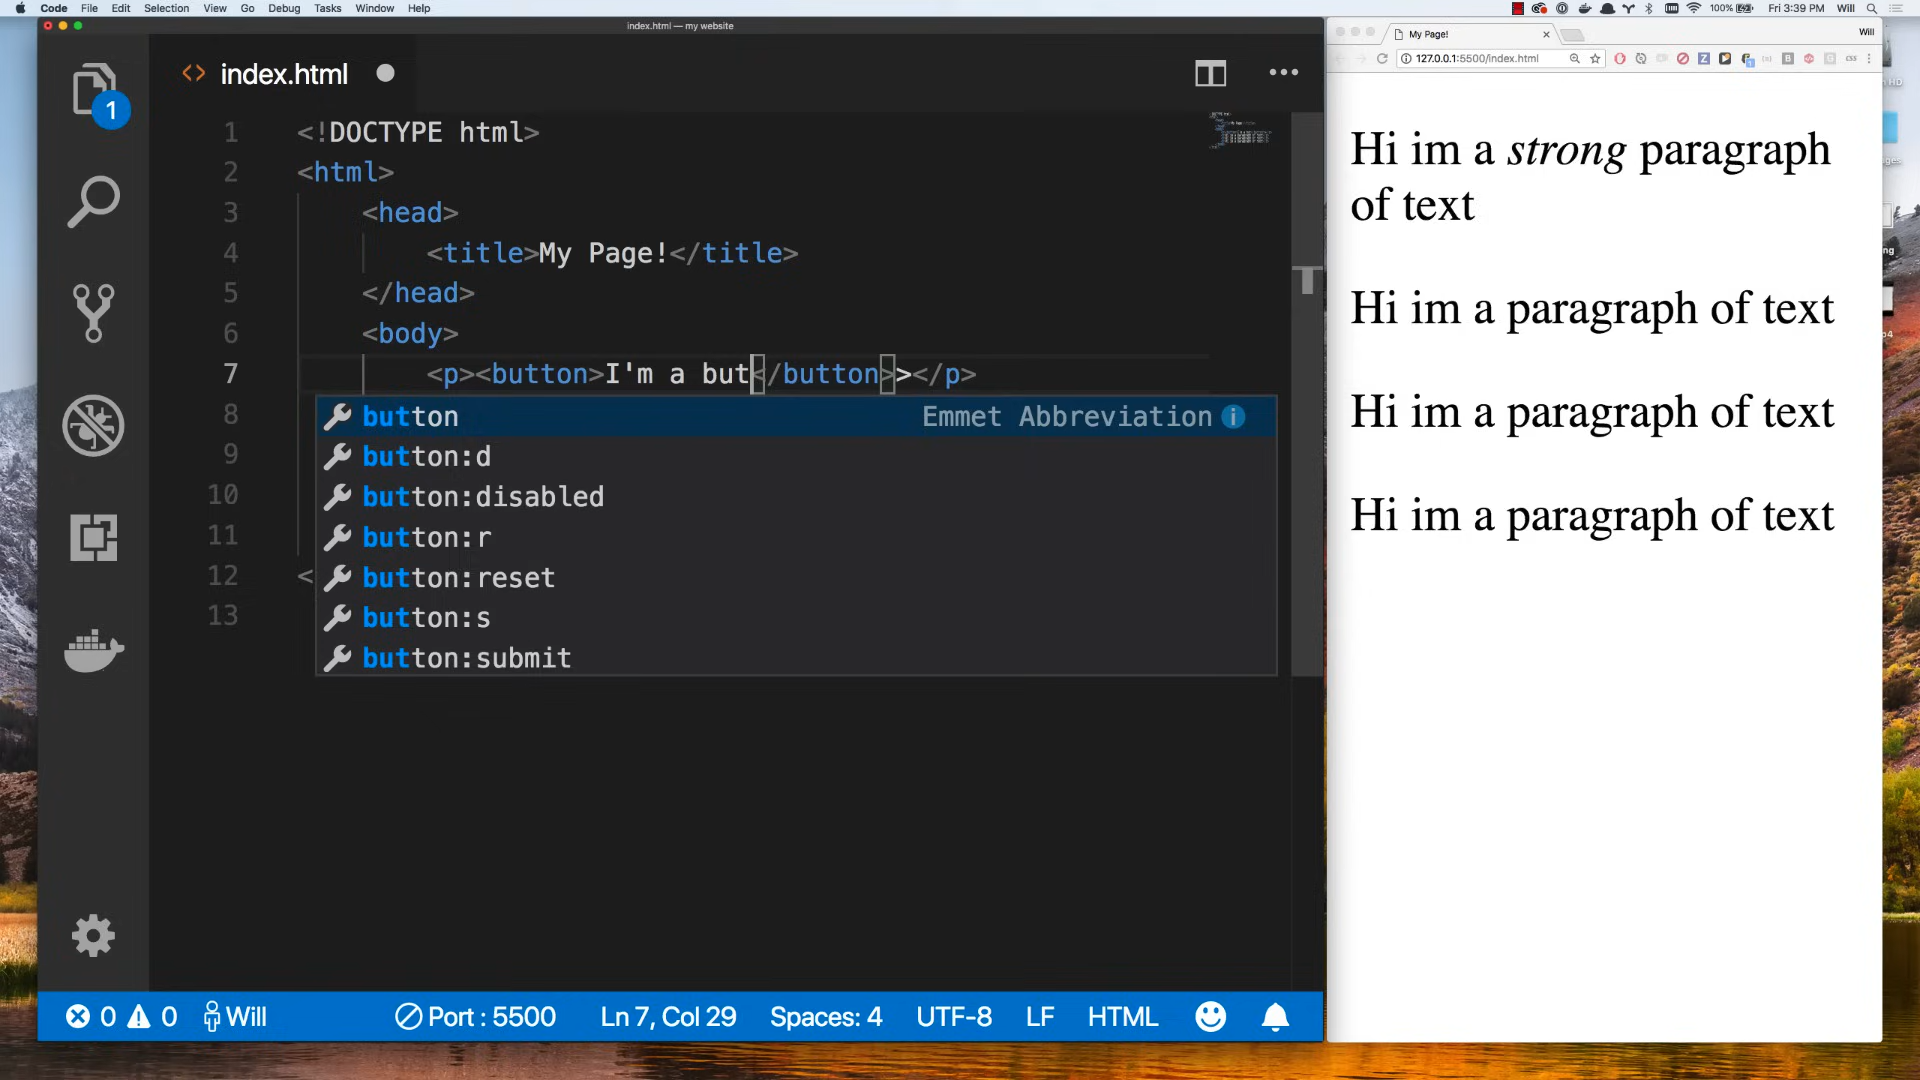 Code File Edit Selection View Go Debug Tasks Window Help
100% Fri 3:39 PM Will
index.html — my website
index.html
1
1 <!DOCTYPE html>
2 <html>
3 <head>
4 <title>My Page!</title>
5 </head>
6 <body>
7 <p><button>I'm a but</button>></p>
8
9
10
11
12 <
13
button Emmet Abbreviation
button:d
button:disabled
button:r
button:reset
button:s
button:submit
0 0 Will Port : 5500 Ln 7, Col 29 Spaces: 4 UTF-8 LF HTML
My Page!
Will
127.0.0.1:5500/index.html
Hi im a strong paragraph
of text
Hi im a paragraph of text
Hi im a paragraph of text
Hi im a paragraph of text